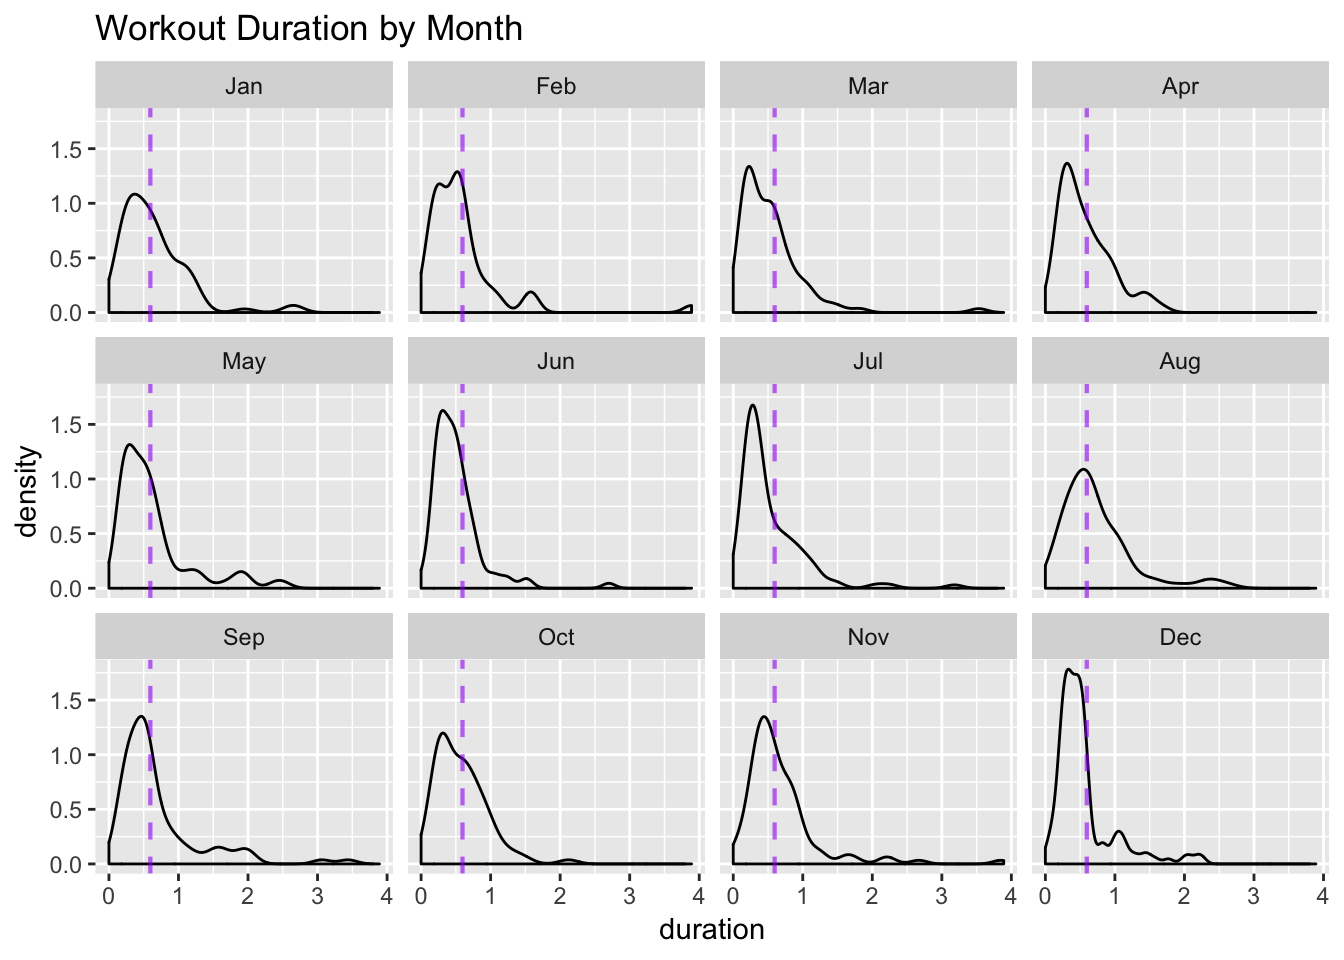 Workout Duration by Month
Jan Feb Mar Apr
1.5
1.0
0.5
0.0
May Jun Jul Aug
1.5
1.0
0.5
0.0
density
Sep Oct Nov Dec
1.5
1.0
0.5
0.0
0 1 2 3 4 0 1 2 3 4 0 1 2 3 4 0 1 2 3 4
duration